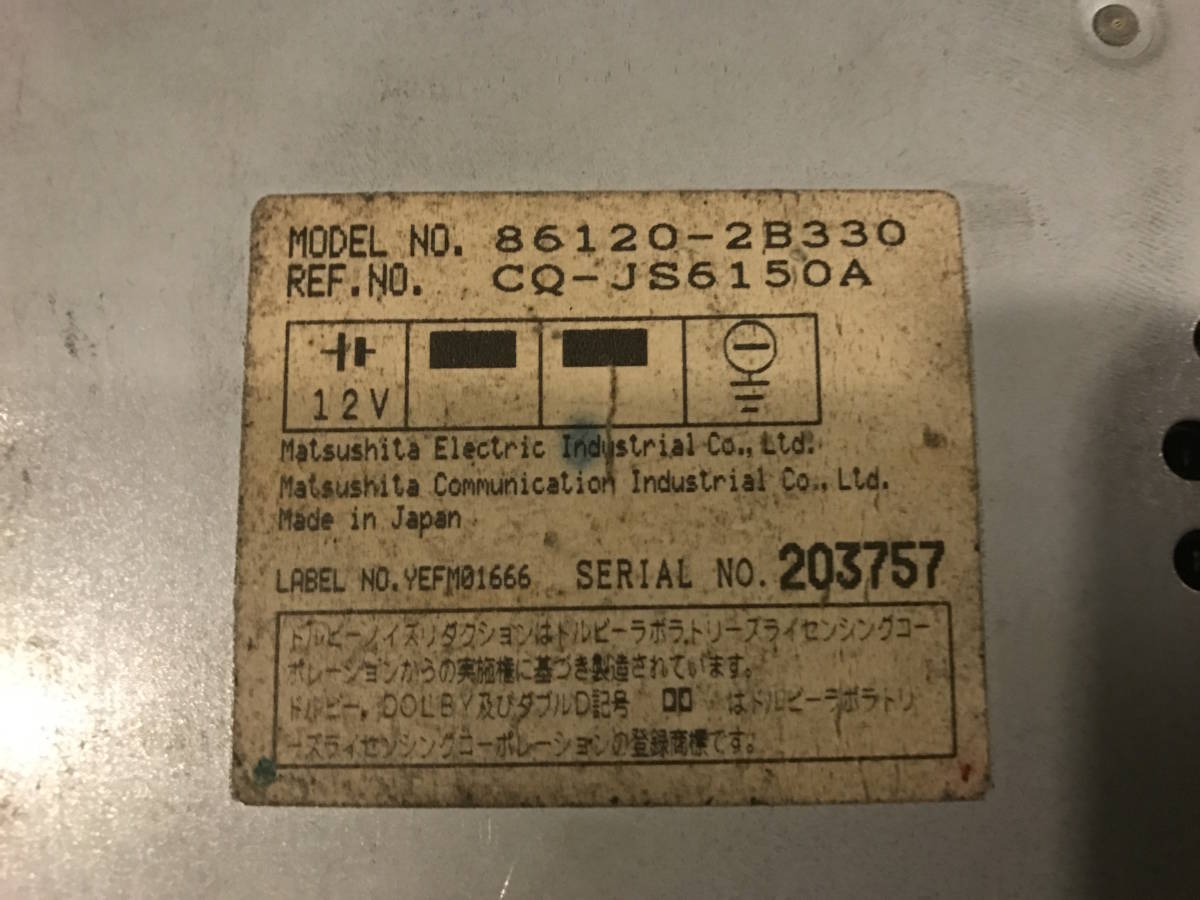 MODEL NO. 86120-2B330
REF.NO. CQ-JS6150A
12V
Matsushita Electric Industrial Co., Ltd.
Matsushita Communication Industrial Co., Ltd.
Made in Japan
LABEL NO. YEFM01666 SERIAL NO. 203757
ドルビーノイズリダクションはドルビーラボラトリーズライセンシングコー
ポレーションからの実施権に基づき製造されています。
ドルビー, DOLBY及びダブルD記号 はドルビーラボラトリ
ーズライセンシングコーポレーションの登録商標です。